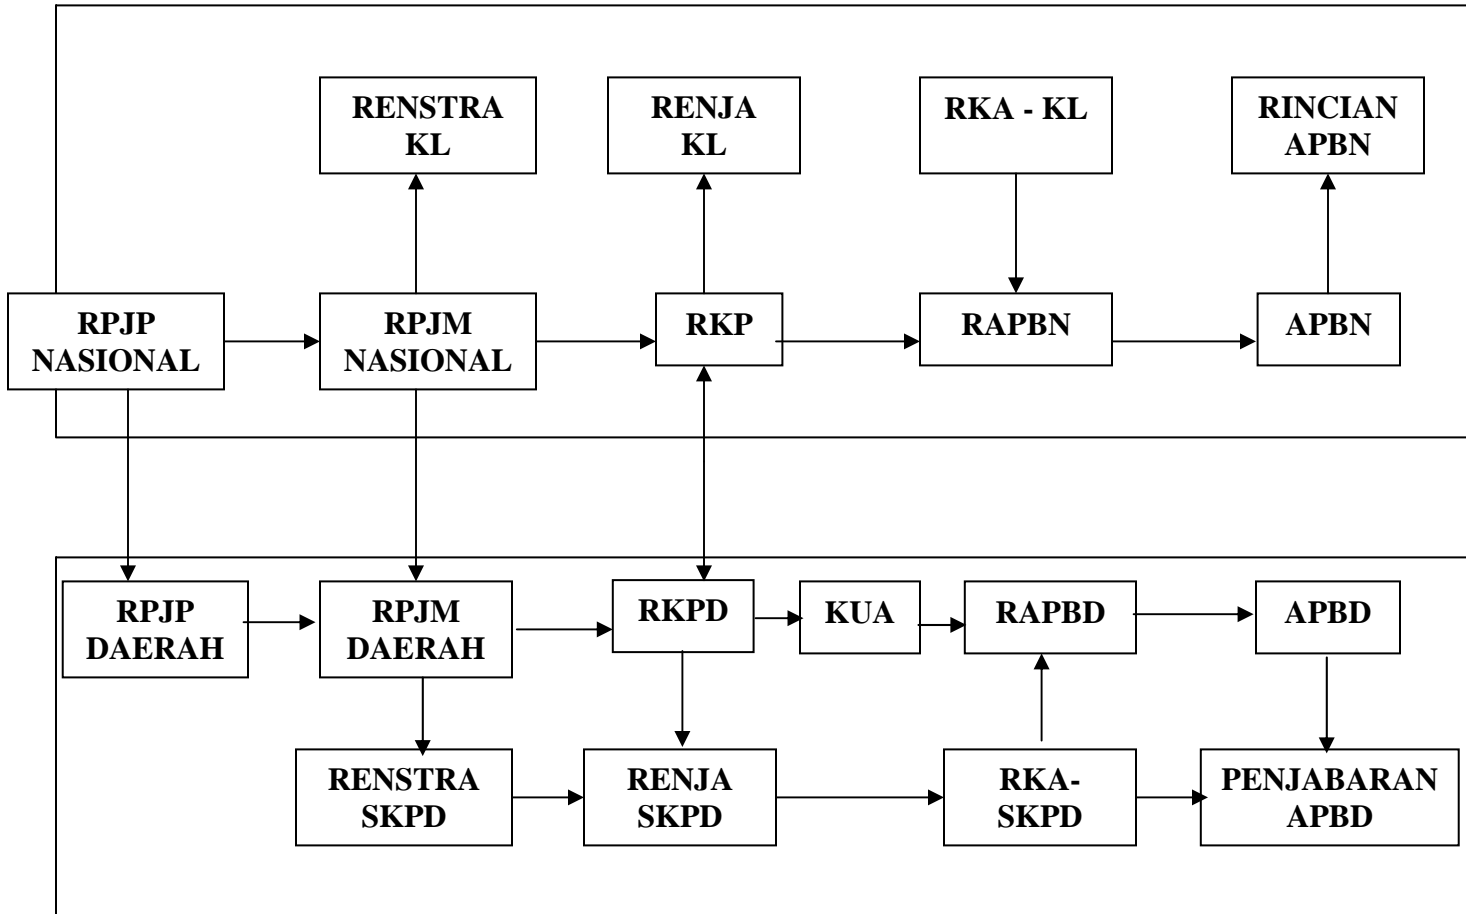 RENSTRA
KL
RENJA
KL
RKA - KL
RINCIAN
APBN
RPJP
NASIONAL
RPJM
NASIONAL
RKP
RAPBN
APBN
RPJP
DAERAH
RPJM
DAERAH
RKPD
KUA
RAPBD
APBD
RENSTRA
SKPD
RENJA
SKPD
RKA-
SKPD
PENJABARAN
APBD